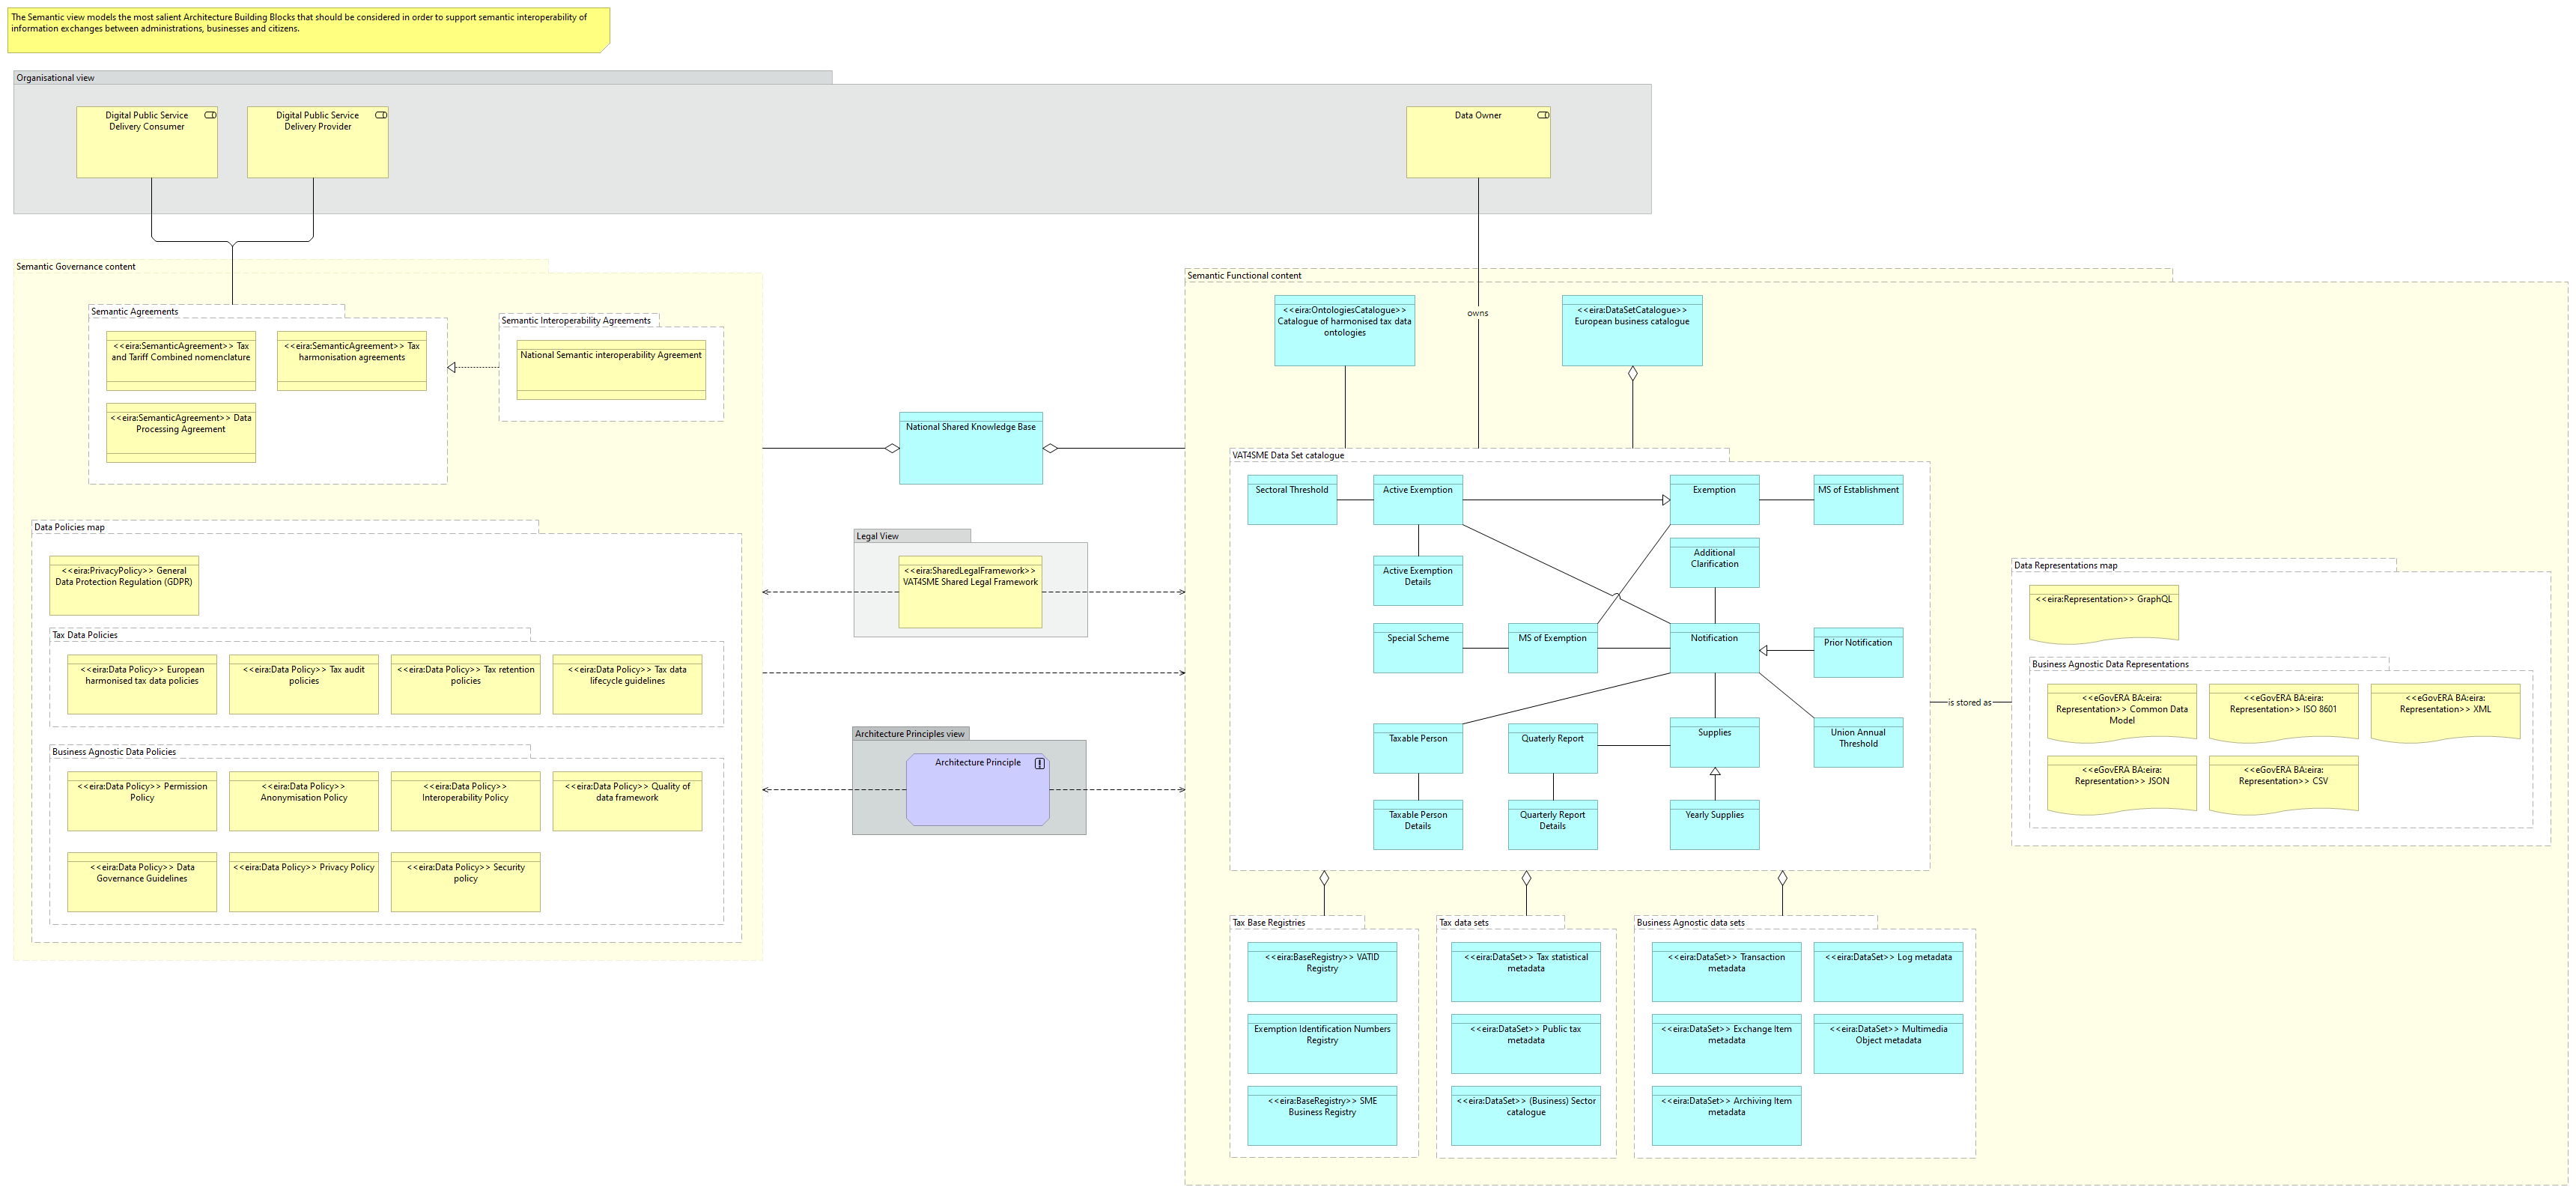 The Semantic view models the most salient Architecture Building Blocks that should be considered in order to support semantic interoperability of
information exchanges between administrations, businesses and citizens.
Organisational view
Digital Public Service
Delivery Consumer
Digital Public Service
Delivery Provider
Data Owner
Semantic Governance content
Semantic Agreements
<<eira:SemanticAgreement>> Tax
and Tariff Combined nomenclature
<<eira:SemanticAgreement>> Tax
harmonisation agreements
<<eira:SemanticAgreement>> Data
Processing Agreement
Semantic Interoperability Agreements
National Semantic interoperability Agreement
Data Policies map
<<eira:PrivacyPolicy>> General
Data Protection Regulation (GDPR)
Tax Data Policies
<<eira:Data Policy>> European
harmonised tax data policies
<<eira:Data Policy>> Tax audit
policies
<<eira:Data Policy>> Tax retention
policies
<<eira:Data Policy>> Tax data
lifecycle guidelines
Business Agnostic Data Policies
<<eira:Data Policy>> Permission
Policy
<<eira:Data Policy>>
Anonymisation Policy
<<eira:Data Policy>>
Interoperability Policy
<<eira:Data Policy>> Quality of
data framework
<<eira:Data Policy>> Data
Governance Guidelines
<<eira:Data Policy>> Privacy Policy
<<eira:Data Policy>> Security
policy
National Shared Knowledge Base
Legal View
<<eira:SharedLegalFramework>>
VAT4SME Shared Legal Framework
Architecture Principles view
Architecture Principle
Semantic Functional content
<<eira:OntologiesCatalogue>>
Catalogue of harmonised tax data
ontologies
owns
<<eira:DataSetCatalogue>>
European business catalogue
VAT4SME Data Set catalogue
Sectoral Threshold
Active Exemption
Exemption
MS of Establishment
Active Exemption
Details
Additional
Clarification
Special Scheme
MS of Exemption
Notification
Prior Notification
Taxable Person
Quaterly Report
Supplies
Union Annual
Threshold
Taxable Person
Details
Quarterly Report
Details
Yearly Supplies
is stored as
Data Representations map
<<eira:Representation>> GraphQL
Business Agnostic Data Representations
<<eGovERA BA:eira:
Representation>> Common Data
Model
<<eGovERA BA:eira:
Representation>> ISO 8601
<<eGovERA BA:eira:
Representation>> XML
<<eGovERA BA:eira:
Representation>> JSON
<<eGovERA BA:eira:
Representation>> CSV
Tax Base Registries
<<eira:BaseRegistry>> VATID
Registry
Exemption Identification Numbers
Registry
<<eira:BaseRegistry>> SME
Business Registry
Tax data sets
<<eira:DataSet>> Tax statistical
metadata
<<eira:DataSet>> Public tax
metadata
<<eira:DataSet>> (Business) Sector
catalogue
Business Agnostic data sets
<<eira:DataSet>> Transaction
metadata
<<eira:DataSet>> Log metadata
<<eira:DataSet>> Exchange Item
metadata
<<eira:DataSet>> Multimedia
Object metadata
<<eira:DataSet>> Archiving Item
metadata